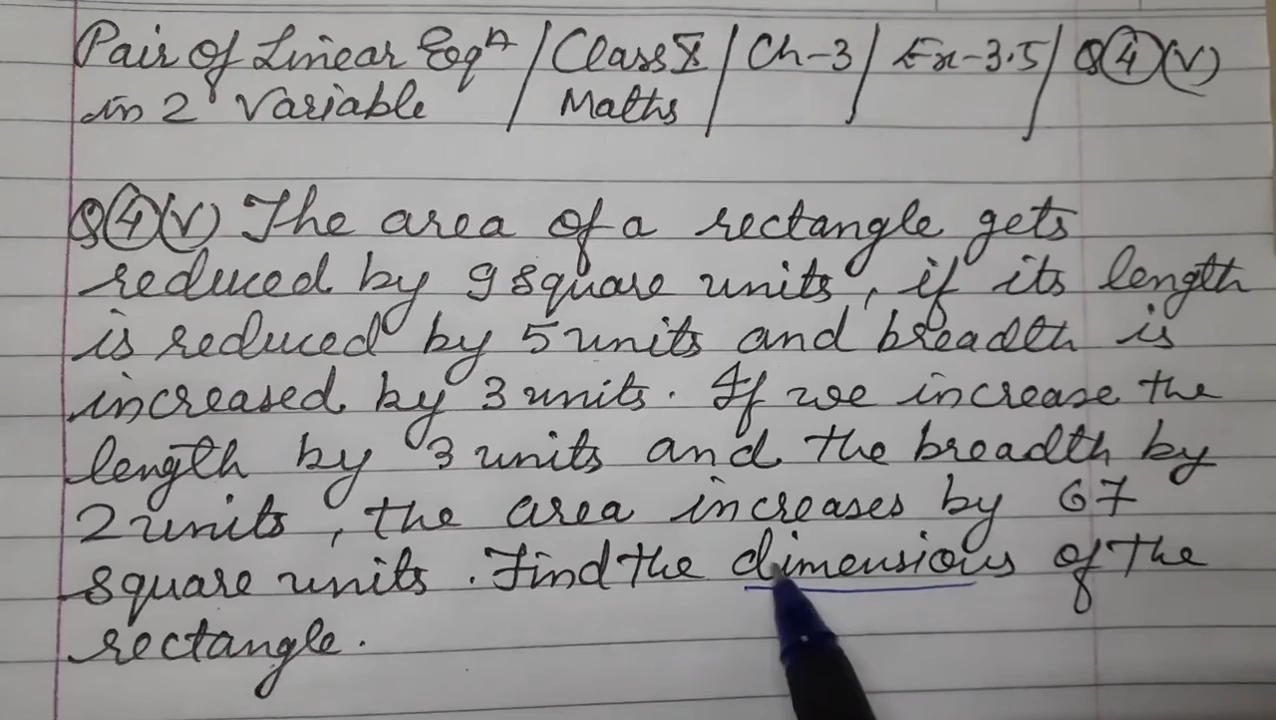 Pair of Linear Eqn / Class X / Ch-3 / Ex-3.5 / Q④(V)
in 2 Variable / Maths /
Q④(V) The area of a rectangle gets
reduced by 9 square units, if its length
is reduced by 5 units and breadth is
increased by 3 units. If we increase the
length by 3 units and the breadth by
2 units, the area increases by 67
square units. Find the dimensions of the
rectangle.